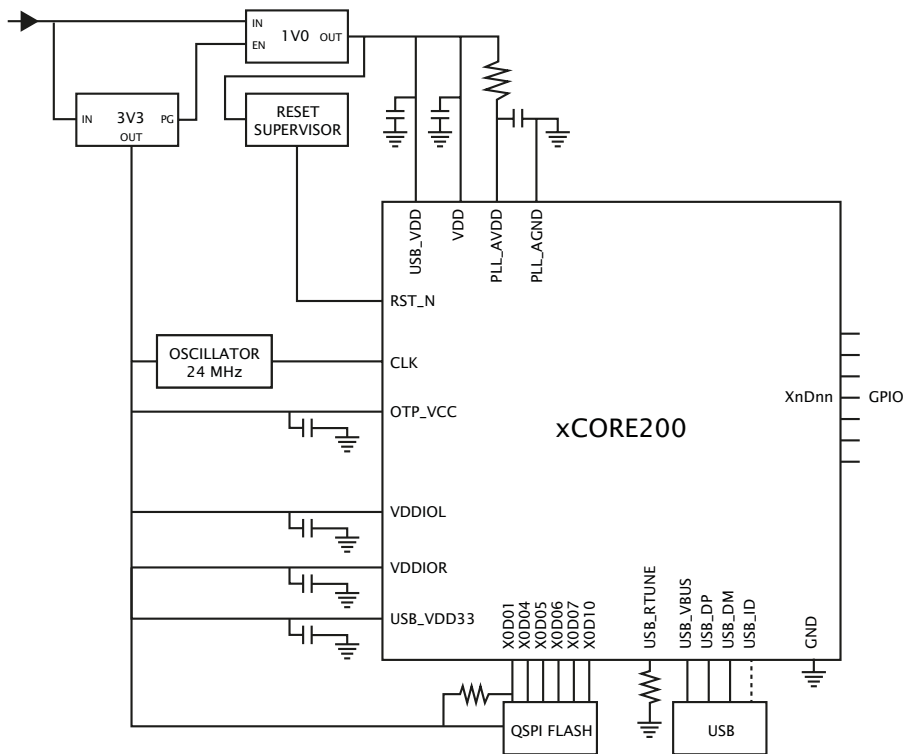 IN
1V0
OUT
EN
IN
3V3
PG
OUT
RESET
SUPERVISOR
USB_VDD
VDD
PLL_AVDD
PLL_AGND
RST_N
OSCILLATOR
24 MHz
CLK
OTP_VCC
XnDnn
GPIO
xCORE200
VDDIOL
VDDIOR
USB_VDD33
X0D01
X0D04
X0D05
X0D06
X0D07
X0D10
USB_RTUNE
USB_VBUS
USB_DP
USB_DM
USB_ID
GND
QSPI FLASH
USB